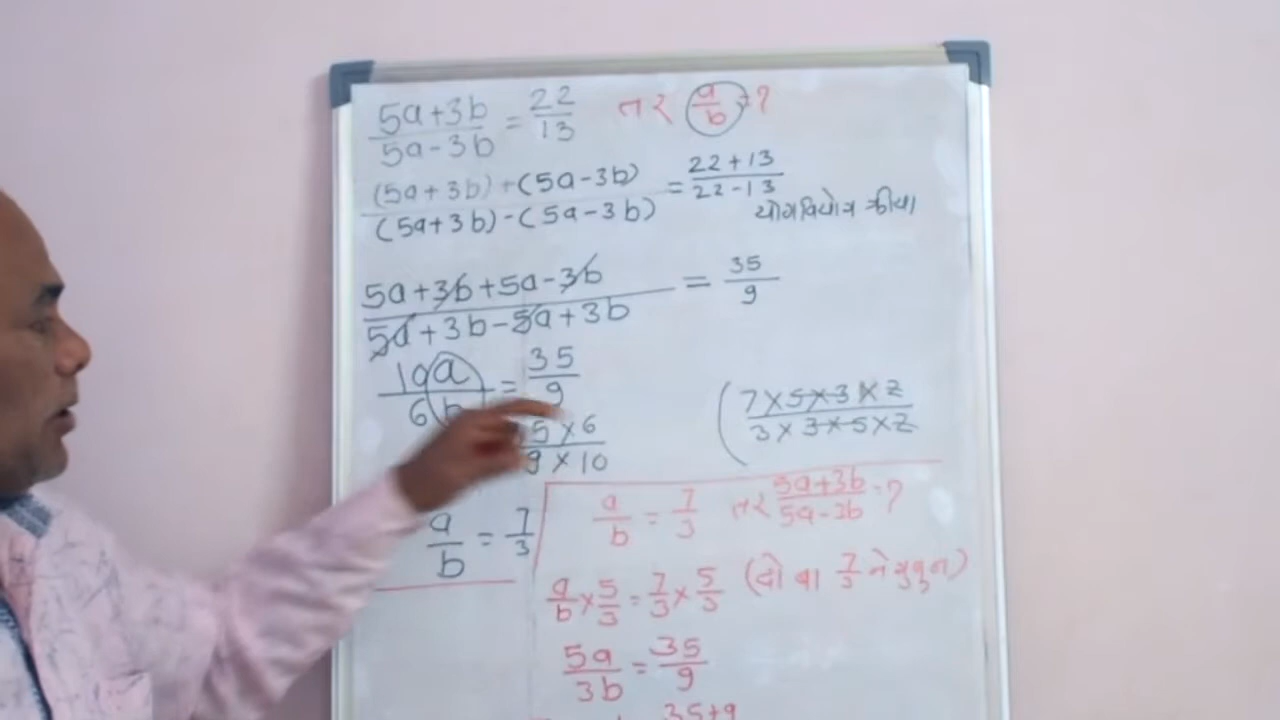 5a+3b/5a-3b = 22/13 तर a/b = ?
(5a+3b)+(5a-3b)/(5a+3b)-(5a-3b) = 22+13/22-13
योगवियोग क्रीया
5a+3b+5a-3b/5a+3b-5a+3b = 35/9
10a/6b = 35/9
5×6/9×10
(7×5×3×2/3×3×5×2
a/b = 7/3
a/b = 7/3 तर 5a+3b/5a-3b = ?
a/b×5/3 = 7/3×5/3 (दो बा
5a/3b = 35/9
35+9